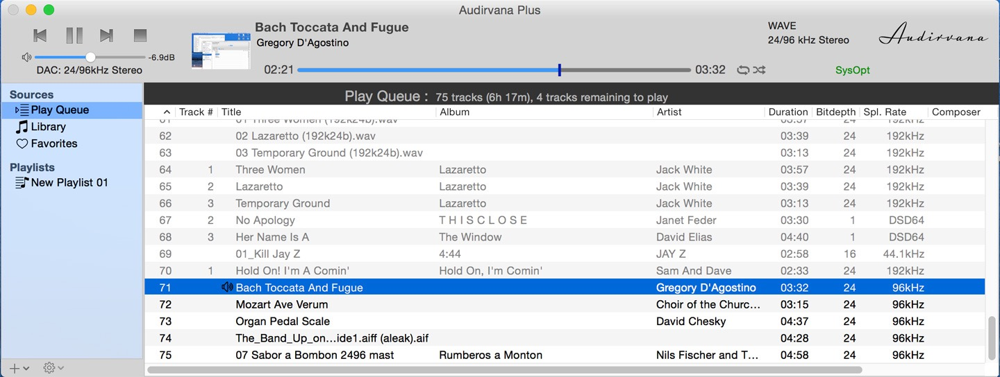 Audirvana Plus
Bach Toccata And Fugue
Gregory D'Agostino
WAVE
24/96 kHz Stereo
Audirvana
-6.9dB
DAC: 24/96kHz Stereo
02:21
03:32
SysOpt
Sources
Play Queue
Library
Favorites
Playlists
New Playlist 01
Play Queue : 75 tracks (6h 17m), 4 tracks remaining to play
Track # Title Album Artist Duration Bitdepth Spl. Rate Composer
61 01 Three Women (192k24b).wav 03:57 24 192kHz
62 02 Lazaretto (192k24b).wav 03:39 24 192kHz
63 03 Temporary Ground (192k24b).wav 03:13 24 192kHz
64 1 Three Women Lazaretto Jack White 03:57 24 192kHz
65 2 Lazaretto Lazaretto Jack White 03:39 24 192kHz
66 3 Temporary Ground Lazaretto Jack White 03:13 24 192kHz
67 2 No Apology T H I S C L O S E Janet Feder 03:30 1 DSD64
68 3 Her Name Is A The Window David Elias 04:40 1 DSD64
69 01_Kill Jay Z 4:44 JAY Z 02:58 16 44.1kHz
70 1 Hold On! I'm A Comin' Hold On, I'm Comin' Sam And Dave 02:33 24 192kHz
71 Bach Toccata And Fugue Gregory D'Agostino 03:32 24 96kHz
72 Mozart Ave Verum Choir of the Churc... 03:15 24 96kHz
73 Organ Pedal Scale David Chesky 04:37 24 96kHz
74 The_Band_Up_on...ide1.aiff (aleak).aif 04:28 24 96kHz
75 07 Sabor a Bombon 2496 mast Rumberos a Monton Nils Fischer and T... 04:58 24 96kHz